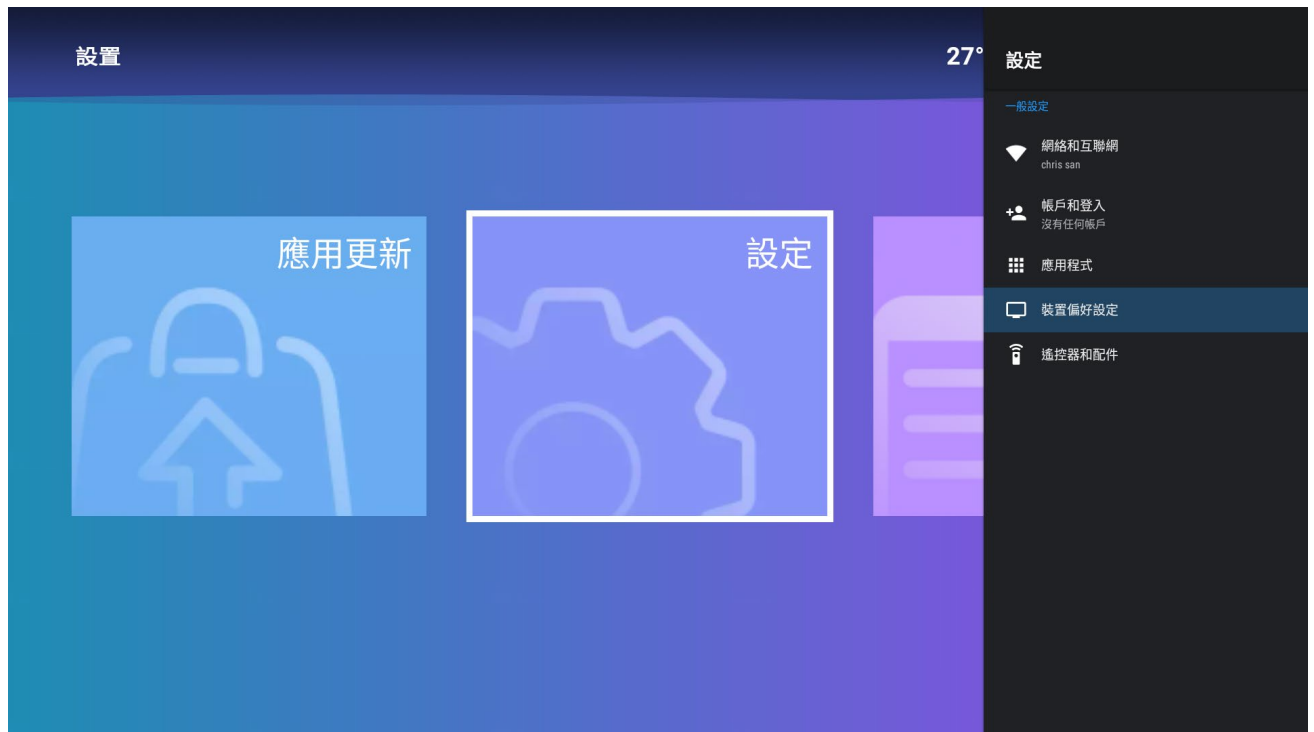 設置
27°
應用更新
設定
設定
一般設定
網絡和互聯網
chris san
帳戶和登入
沒有任何帳戶
應用程式
裝置偏好設定
遙控器和配件